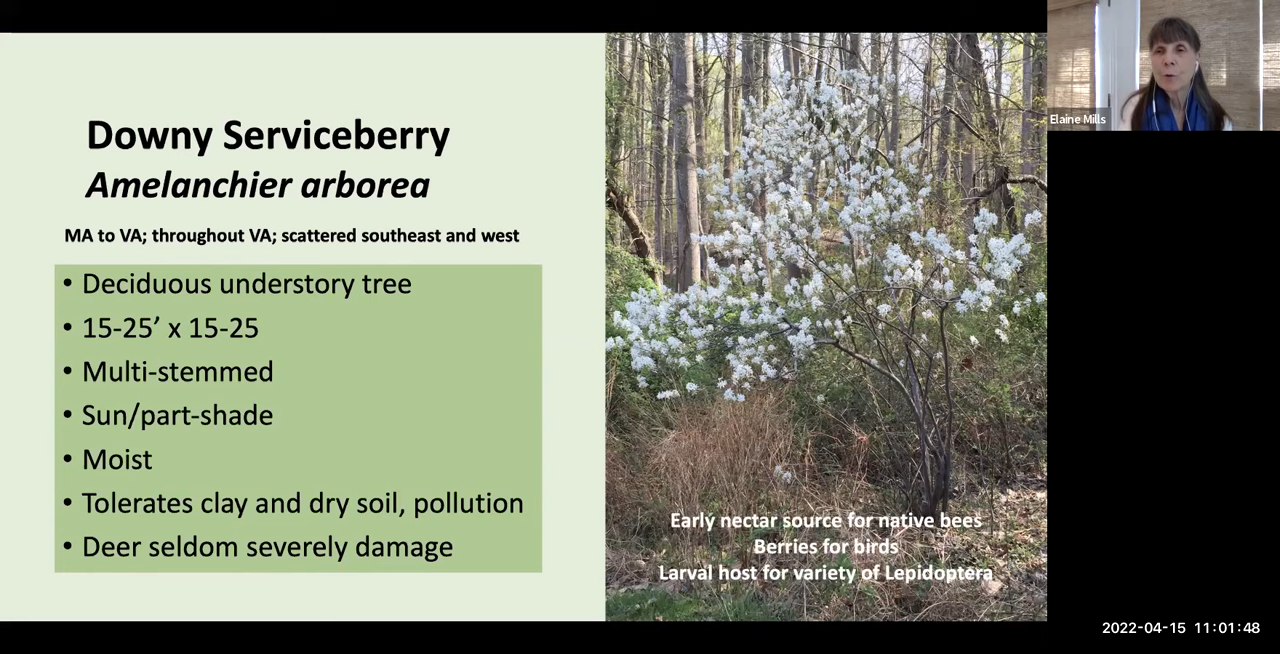 Downy Serviceberry
Amelanchier arborea
MA to VA; throughout VA; scattered southeast and west
• Deciduous understory tree
• 15-25’ x 15-25
• Multi-stemmed
• Sun/part-shade
• Moist
• Tolerates clay and dry soil, pollution
• Deer seldom severely damage
Early nectar source for native bees
Berries for birds
Larval host for variety of Lepidoptera
Elaine Mills
2022-04-15 11:01:48